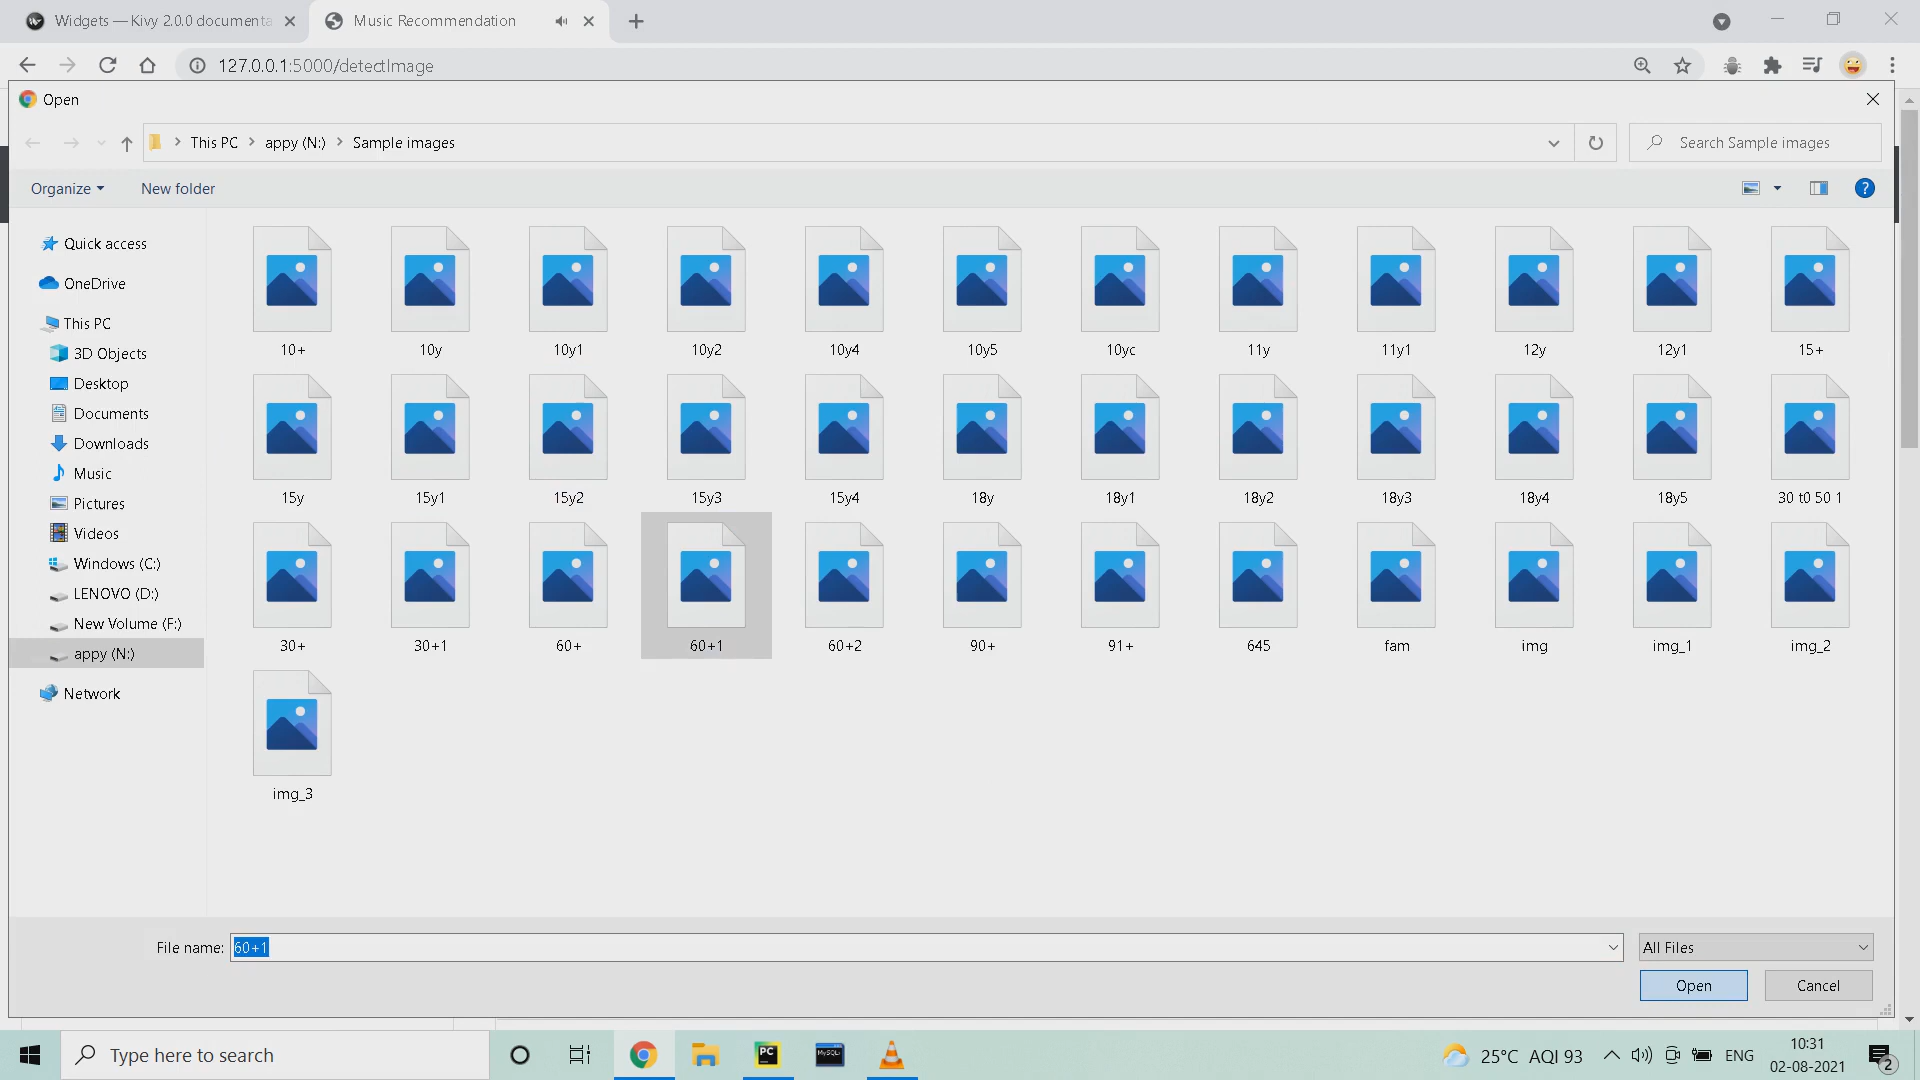 Widgets — Kivy 2.0.0 documenta
Music Recommendation
127.0.0.1:5000/detectImage
Open
This PC
appy (N:)
Sample images
Search Sample images
Organize
New folder
Quick access
OneDrive
This PC
3D Objects
Desktop
Documents
Downloads
Music
Pictures
Videos
Windows (C:)
LENOVO (D:)
New Volume (F:)
appy (N:)
Network
10+ 10y 10y1 10y2 10y4 10y5 10yc 11y 11y1 12y 12y1 15+
15y 15y1 15y2 15y3 15y4 18y 18y1 18y2 18y3 18y4 18y5 30 t0 50 1
30+ 30+1 60+ 60+1 60+2 90+ 91+ 645 fam img img_1 img_2
img_3
File name: 60+1
All Files
Open
Cancel
Type here to search
PC
MySQL
25°C AQI 93
ENG
10:31
02-08-2021
2